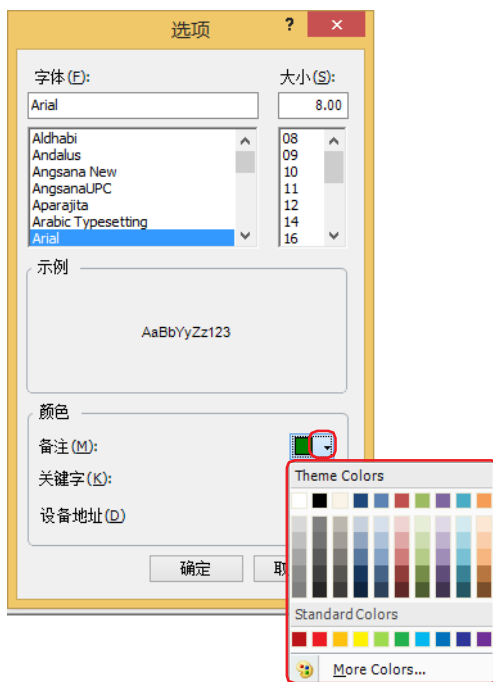 选项 ? ×
字体(F): 大小(S):
Arial 8.00
Aldhabi 08
Andalus 09
Angsana New 10
AngsanaUPC 11
Aparajita 12
Arabic Typesetting 14
Arial 16
示例
AaBbYyZz123
颜色
备注(M):
关键字(K):
设备地址(D)
确定
Theme Colors
Standard Colors
More Colors...